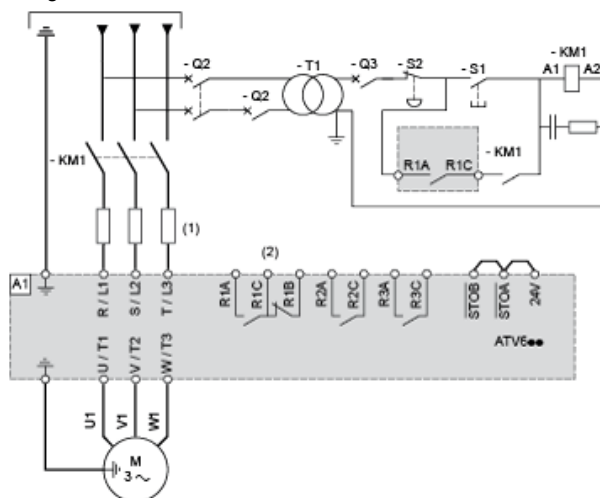 - Q2
- T1
- Q3
- S2
- S1
- KM1
A1
A2
- Q2
- KM1
R1A
R1C
- KM1
(1)
(2)
A1
R / L1
S / L2
T / L3
R1A
R1C
R1B
R2A
R2C
R3A
R3C
STOB
STOA
24V
ATV6●●
U / T1
V / T2
W / T3
U1
V1
W1
M
3 ~